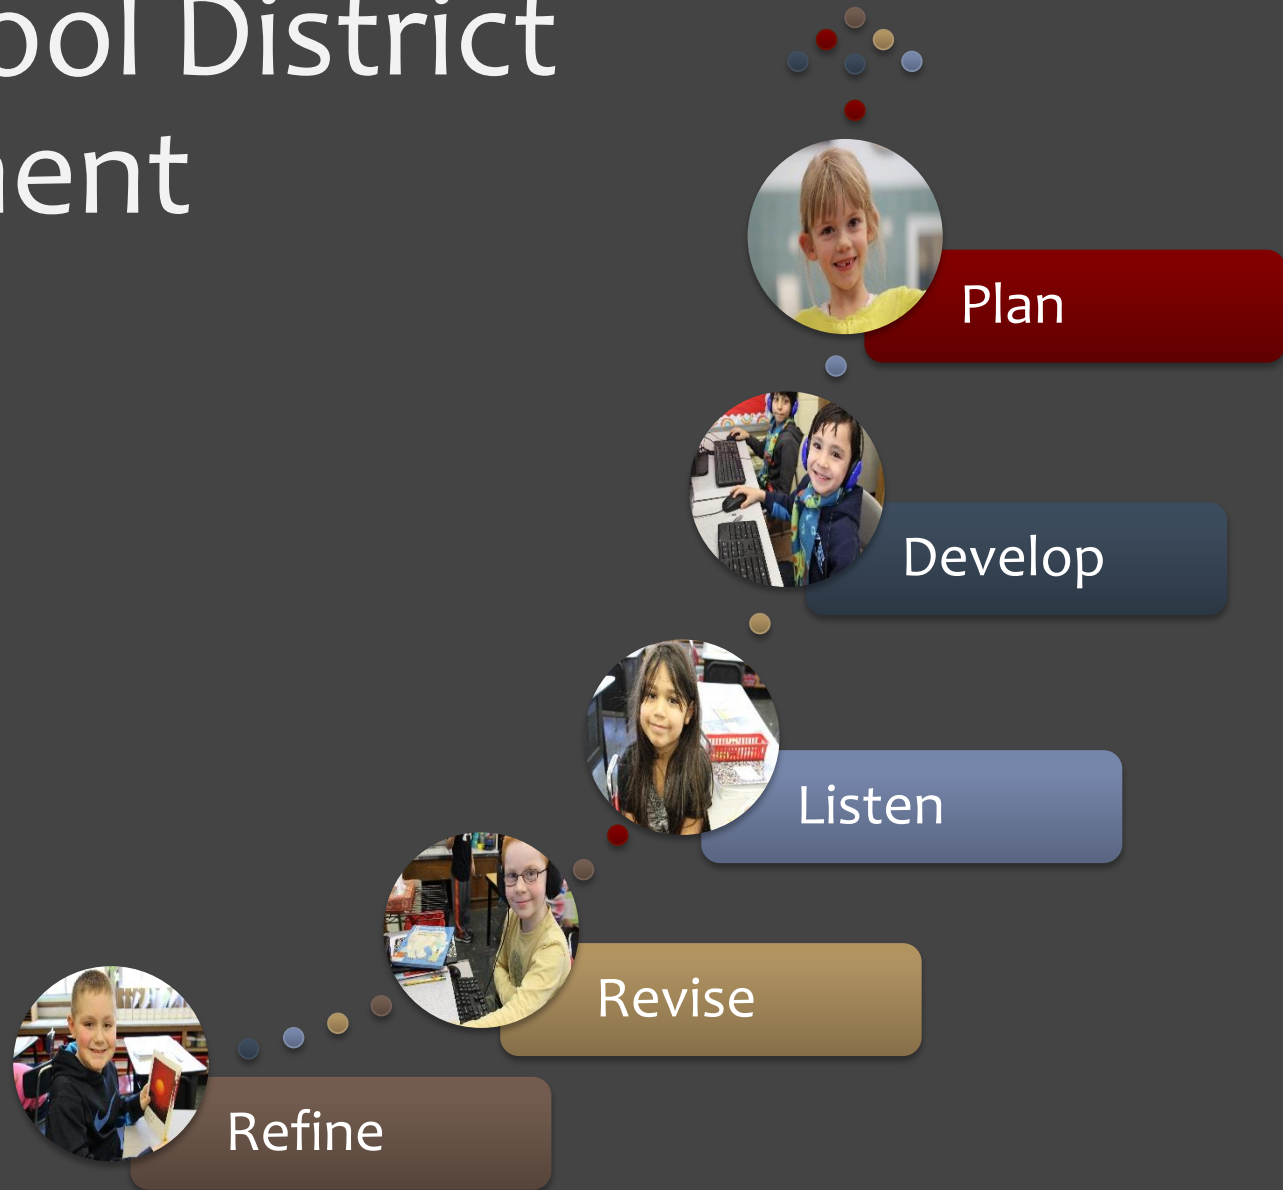 ool District
ent
Plan
Develop
Listen
Revise
Refine